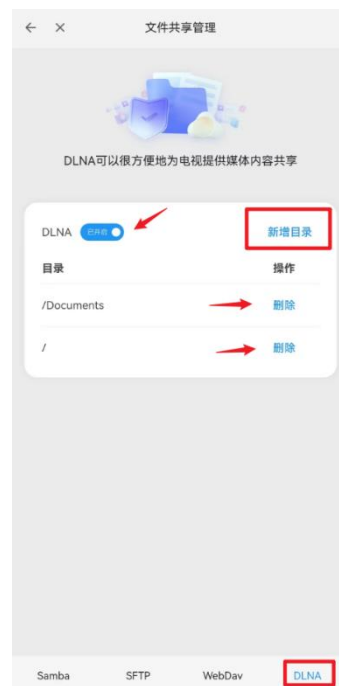 文件共享管理
DLNA可以很方便地为电视提供媒体内容共享
DLNA 已开启 新增目录
目录 操作
/Documents 删除
/ 删除
Samba SFTP WebDav DLNA